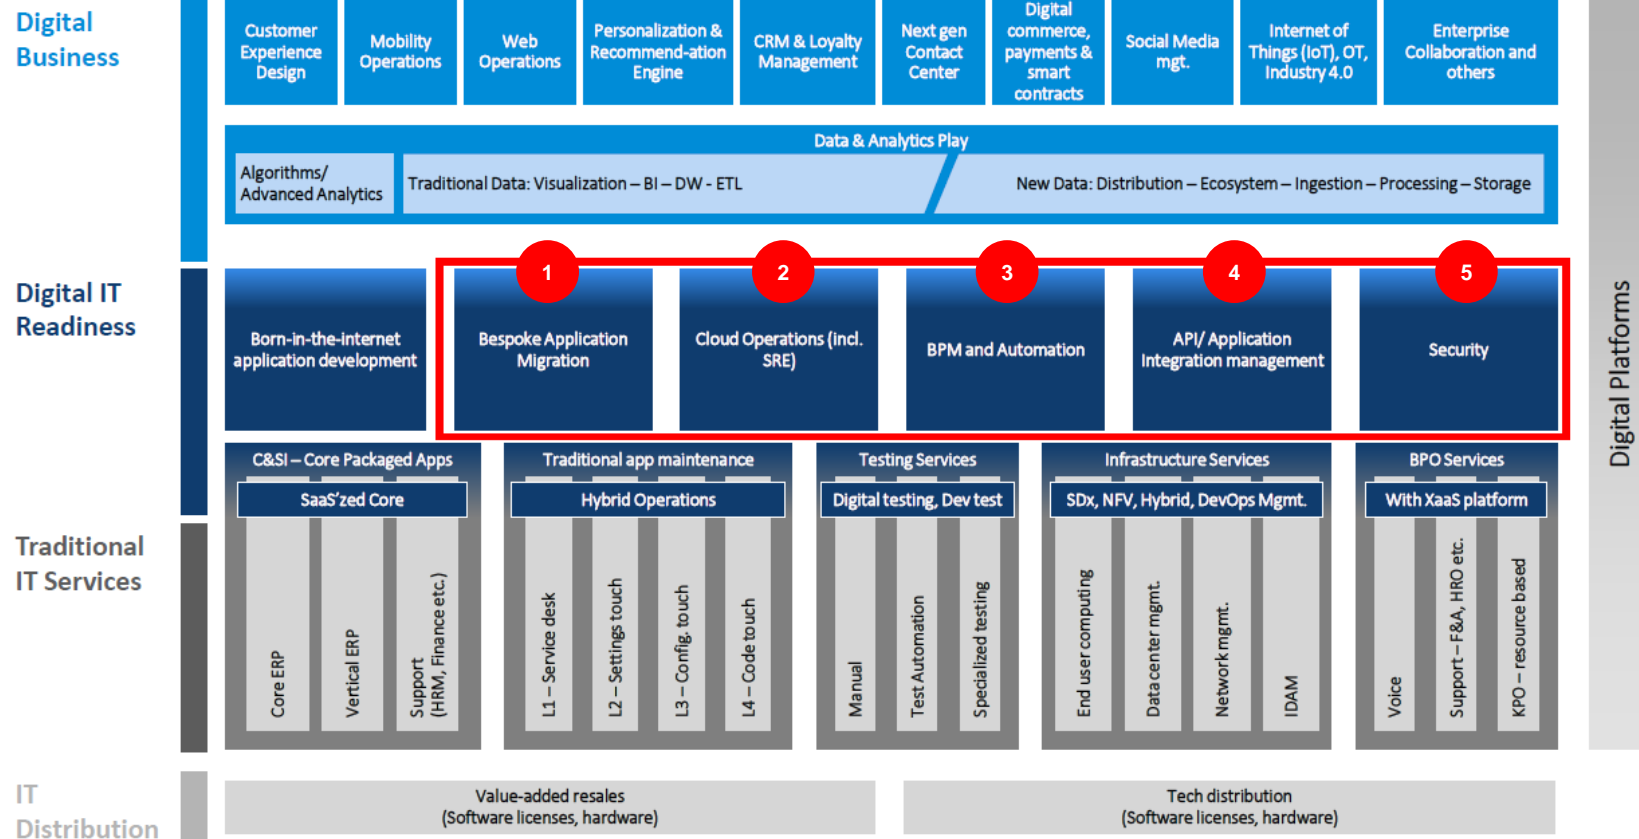 Digital
Business
Customer
Experience
Design
Mobility
Operations
Web
Operations
Personalization &
Recommend-ation
Engine
CRM & Loyalty
Management
Next gen
Contact
Center
Digital
commerce,
payments &
smart
contracts
Social Media
mgt.
Internet of
Things (IoT), OT,
Industry 4.0
Enterprise
Collaboration and
others
Data & Analytics Play
Algorithms/
Advanced Analytics
Traditional Data: Visualization – BI – DW - ETL
New Data: Distribution – Ecosystem – Ingestion – Processing – Storage
Digital IT
Readiness
Born-in-the-internet
application development
1
Bespoke Application
Migration
2
Cloud Operations (incl.
SRE)
3
BPM and Automation
4
API/ Application
Integration management
5
Security
Digital Platforms
C&SI – Core Packaged Apps
SaaS’zed Core
Traditional app maintenance
Hybrid Operations
Testing Services
Digital testing, Dev test
Infrastructure Services
SDx, NFV, Hybrid, DevOps Mgmt.
BPO Services
With XaaS platform
Traditional
IT Services
Core ERP
Vertical ERP
Support
(HRM, Finance etc.)
L1 – Service desk
L2 – Settings touch
L3 – Config. touch
L4 – Code touch
Manual
Test Automation
Specialized testing
End user computing
Data center mgmt.
Network mgmt.
IDAM
Voice
Support – F&A, HRO etc.
KPO – resource based
IT
Distribution
Value-added resales
(Software licenses, hardware)
Tech distribution
(Software licenses, hardware)